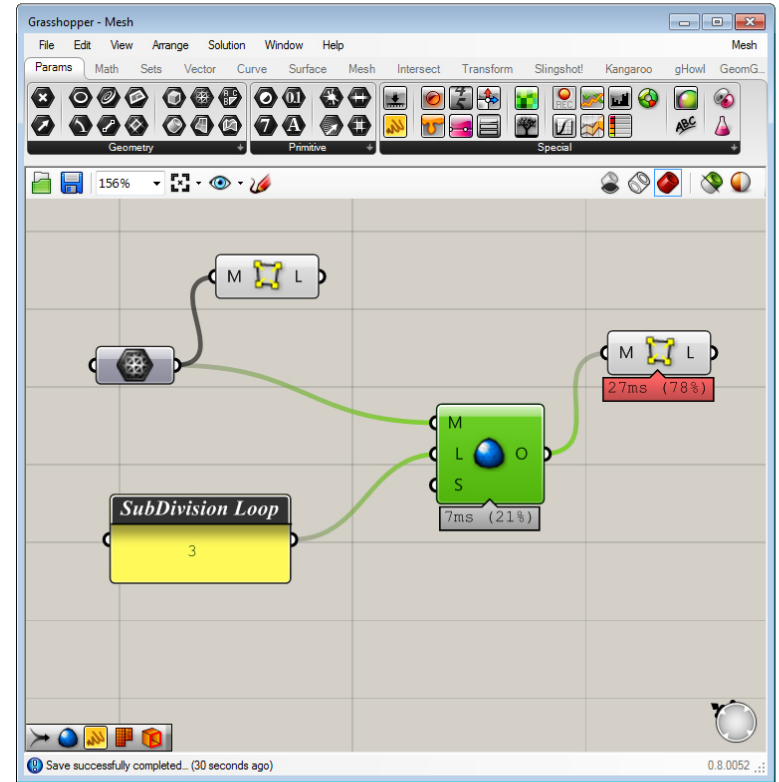 Grasshopper - Mesh
File Edit View Arrange Solution Window Help Mesh
Params Math Sets Vector Curve Surface Mesh Intersect Transform Slingshot! Kangaroo gHowl GeomG...
Geometry Primitive Special
156%
M L
M L
27ms (78%)
M
L O
S
7ms (21%)
SubDivision Loop
3
Save successfully completed... (30 seconds ago) 0.8.0052